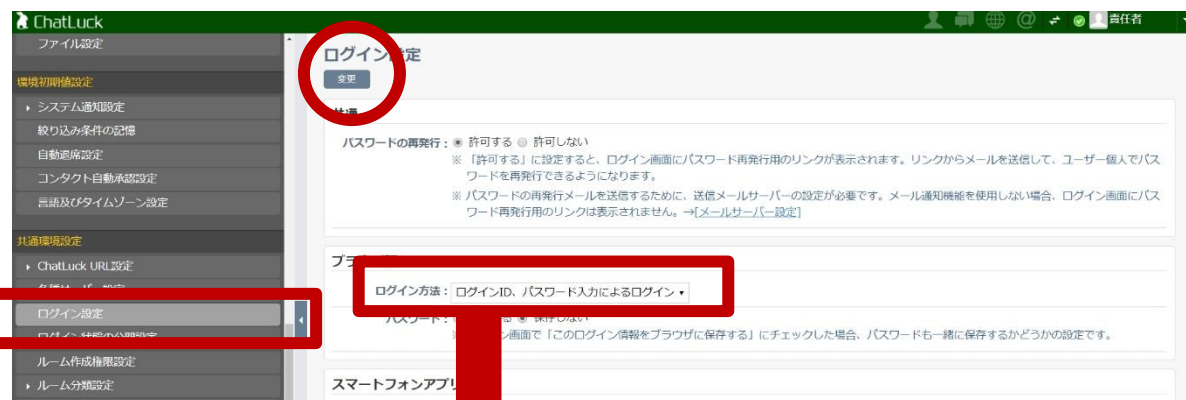 ChatLuck
責任者
ファイル設定
環境初期値設定
システム通知設定
絞り込み条件の記憶
自動退席設定
コンタクト自動承認設定
言語及びタイムゾーン設定
共通環境設定
ChatLuck URL設定
ログイン設定
ログイン状態の公開設定
ルーム作成権限設定
ルーム分類設定
ログイン設定
変更
共通
パスワードの再発行: 許可する 許可しない
※ 「許可する」に設定すると、ログイン画面にパスワード再発行用のリンクが表示されます。リンクからメールを送信して、ユーザー個人でパス
ワードを再発行できるようになります。
※ パスワードの再発行メールを送信するために、送信メールサーバーの設定が必要です。メール通知機能を使用しない場合、ログイン画面にパス
ワード再発行用のリンクは表示されません。→[メールサーバー設定]
ログイン方法: ログインID、パスワード入力によるログイン
パスワード: 保存しない
ン画面で「このログイン情報をブラウザに保存する」にチェックした場合、パスワードも一緒に保存するかどうかの設定です。
スマートフォンアプリ